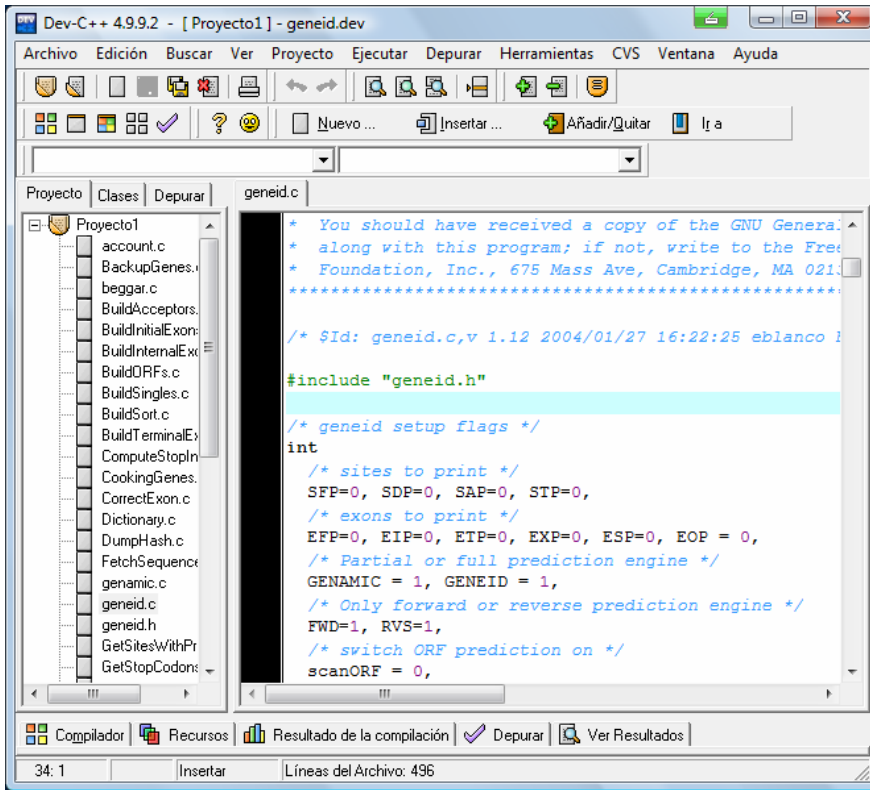 Dev-C++ 4.9.9.2 - [ Proyecto1 ] - geneid.dev
Archivo Edición Buscar Ver Proyecto Ejecutar Depurar Herramientas CVS Ventana Ayuda
Nuevo ... Insertar ... Añadir/Quitar Ir a
Proyecto Clases Depurar geneid.c
Proyecto1
account.c
BackupGenes.
beggar.c
BuildAcceptors.
BuildInitialExon
BuildInternalEx
BuildORFs.c
BuildSingles.c
BuildSort.c
BuildTerminalE
ComputeStopIn
CookingGenes.
CorrectExon.c
Dictionary.c
DumpHash.c
FetchSequence
genamic.c
geneid.c
geneid.h
GetSitesWithPr
GetStopCodons
* You should have received a copy of the GNU General
* along with this program; if not, write to the Free
* Foundation, Inc., 675 Mass Ave, Cambridge, MA 0213
*****************************************************
/* $Id: geneid.c,v 1.12 2004/01/27 16:22:25 eblanco
#include "geneid.h"
/* geneid setup flags */
int
/* sites to print */
SFP=0, SDP=0, SAP=0, STP=0,
/* exons to print */
EFP=0, EIP=0, ETP=0, EXP=0, ESP=0, EOP = 0,
/* Partial or full prediction engine */
GENAMIC = 1, GENEID = 1,
/* Only forward or reverse prediction engine */
FWD=1, RVS=1,
/* switch ORF prediction on */
scanORF = 0,
Compilador Recursos Resultado de la compilación Depurar Ver Resultados
34: 1 Insertar Líneas del Archivo: 496